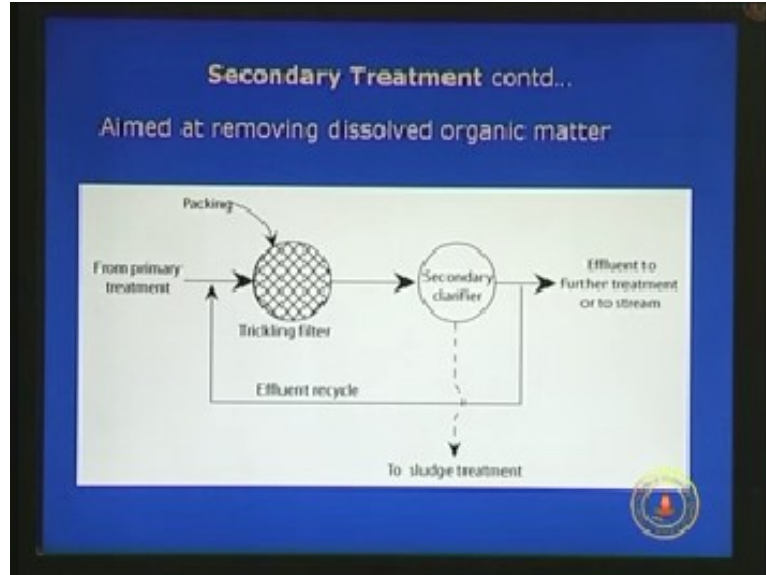 Secondary Treatment contd...
Aimed at removing dissolved organic matter
Packing
From primary
treatment
Trickling filter
Secondary
clarifier
Effluent to
Further treatment
or to stream
Effluent recycle
To sludge treatment